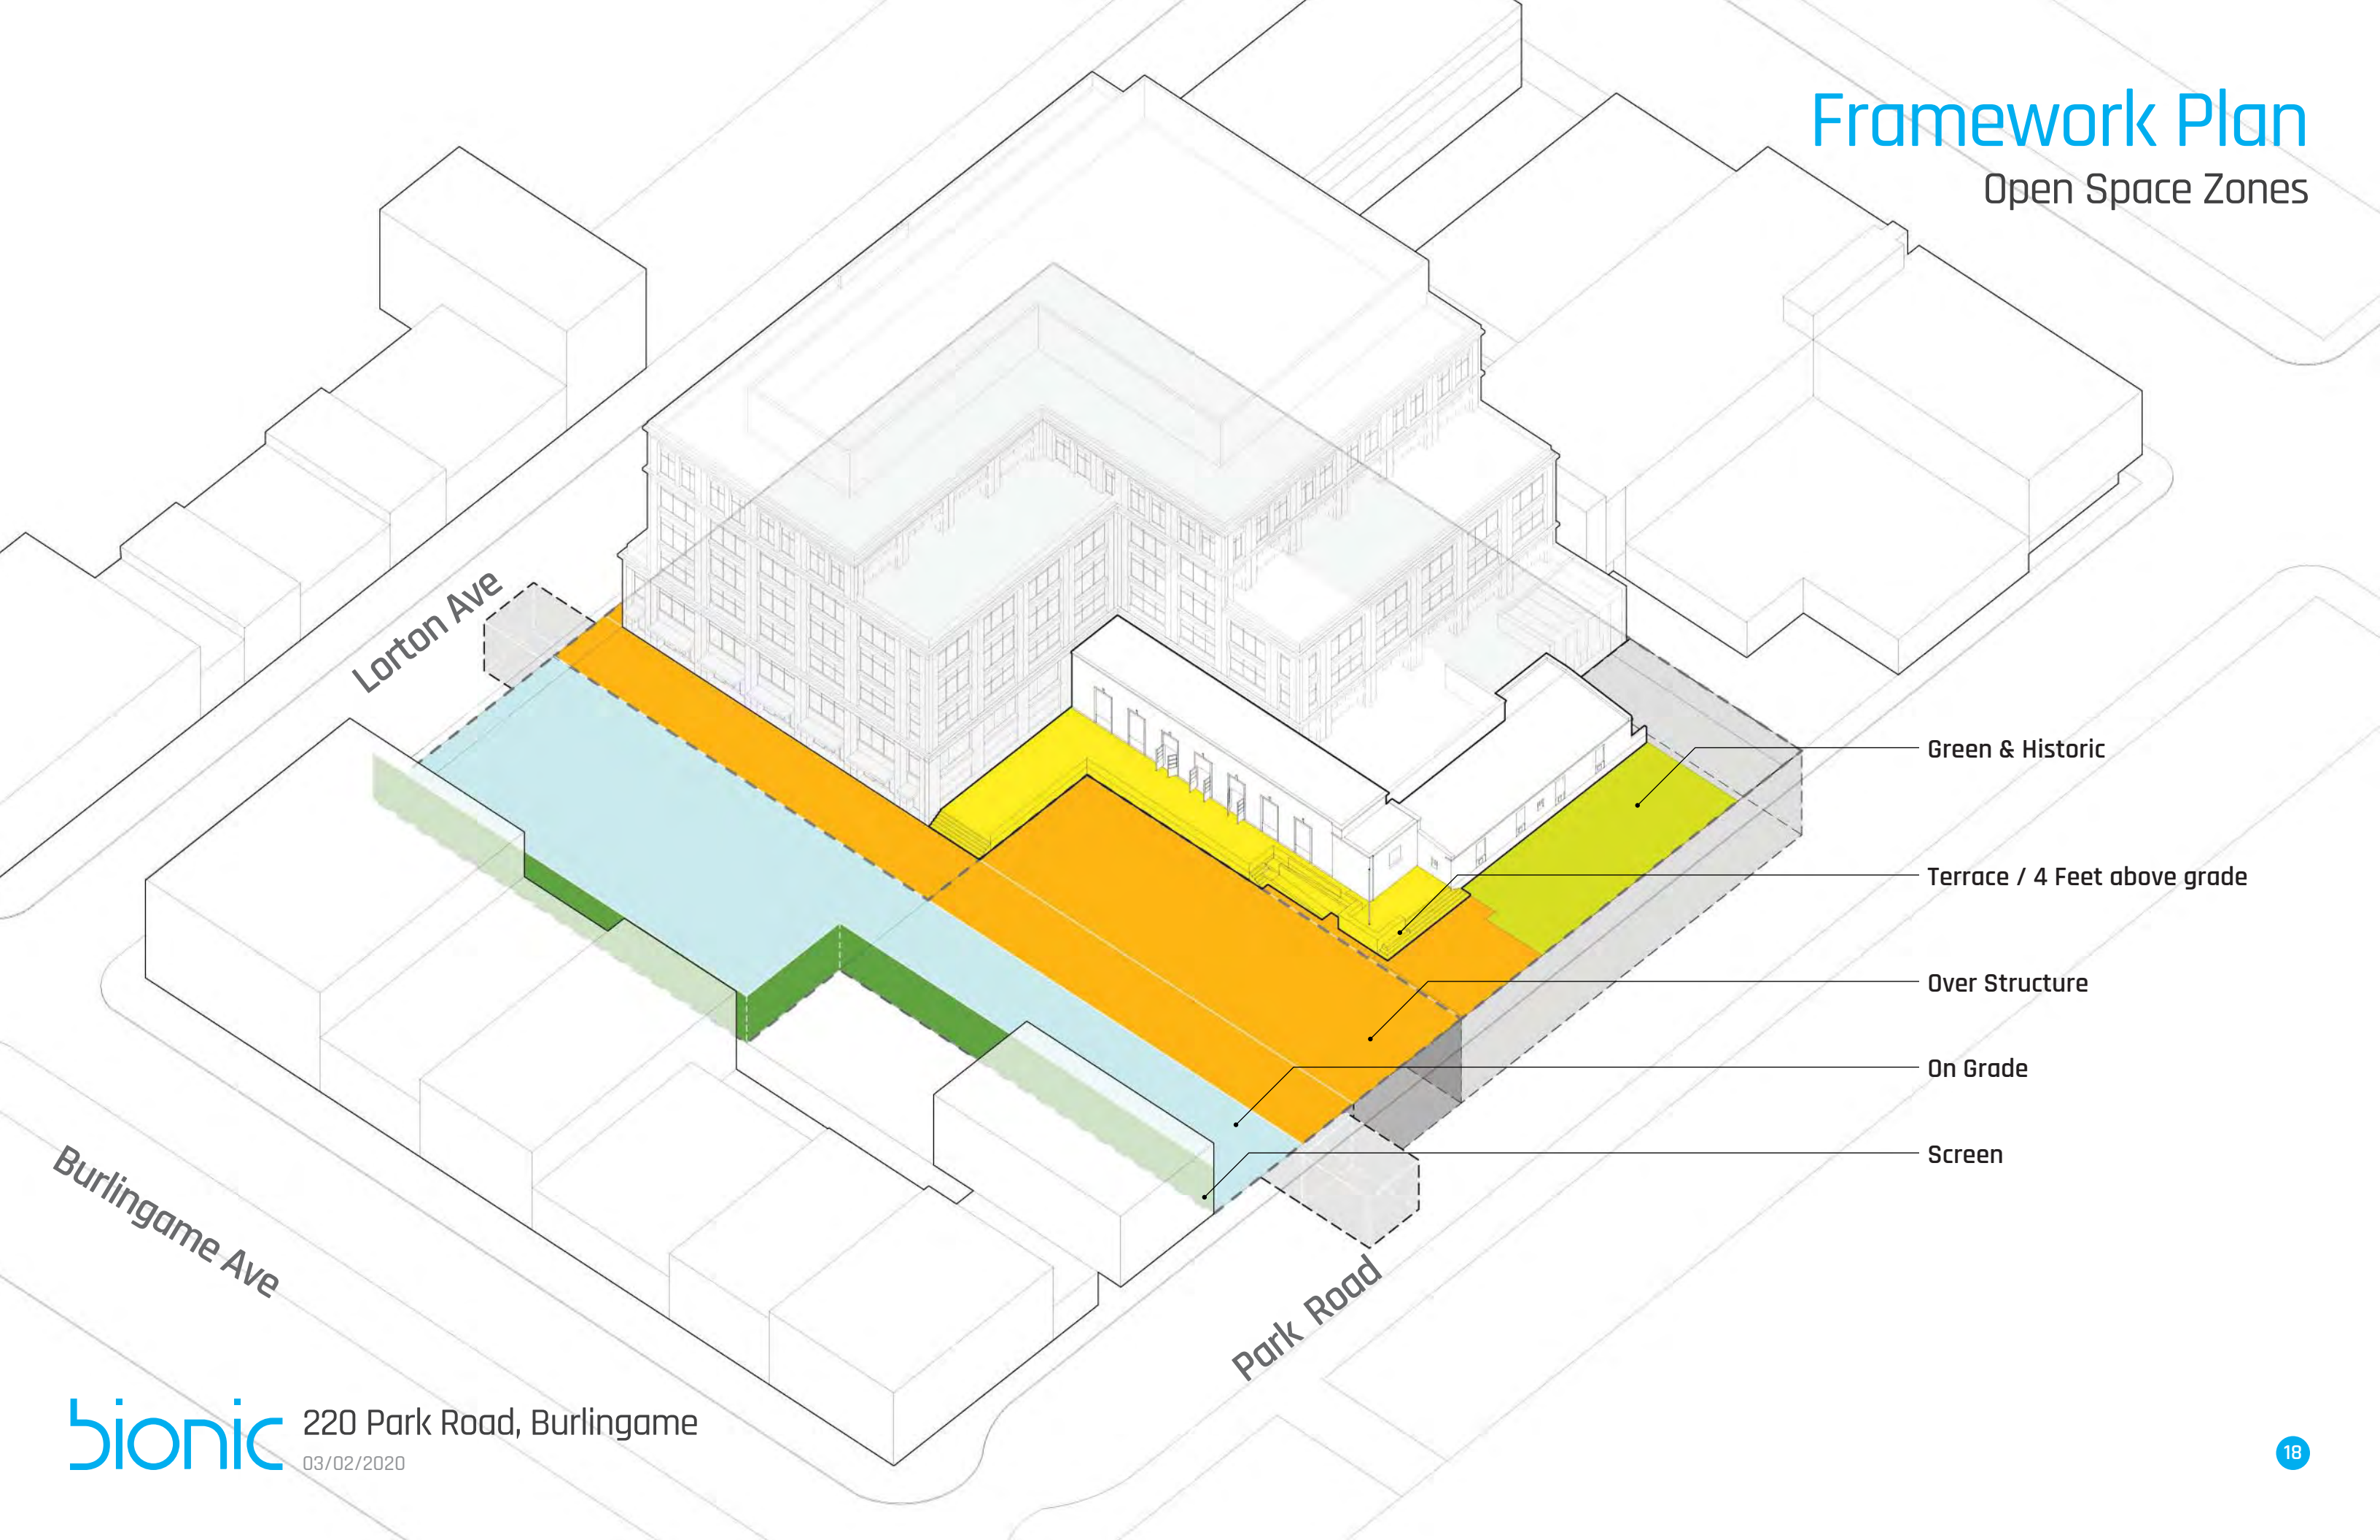 Framework Plan
Open Space Zones
Lorton Ave
Green & Historic
Terrace / 4 Feet above grade
Over Structure
On Grade
Screen
Burlingame Ave
Park Road
bionic
220 Park Road, Burlingame
03/02/2020
18